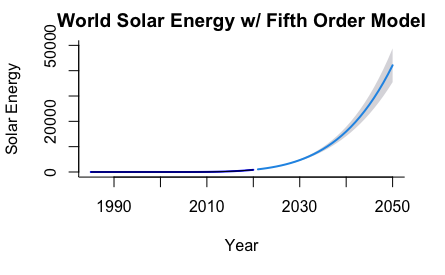 World Solar Energy w/ Fifth Order Model
Solar Energy
50000
20000
0
1990 2010 2030 2050
Year